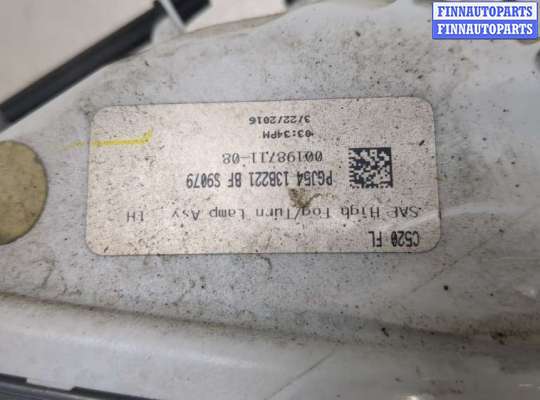 FINNAUTOPARTS
FINNAUTOPARTS
C520 FL
SAE High Fog/Turn Lamp Asy LH
PGJ54 13B221 BF S9079
00198711-08
03:34PM
3/22/2016